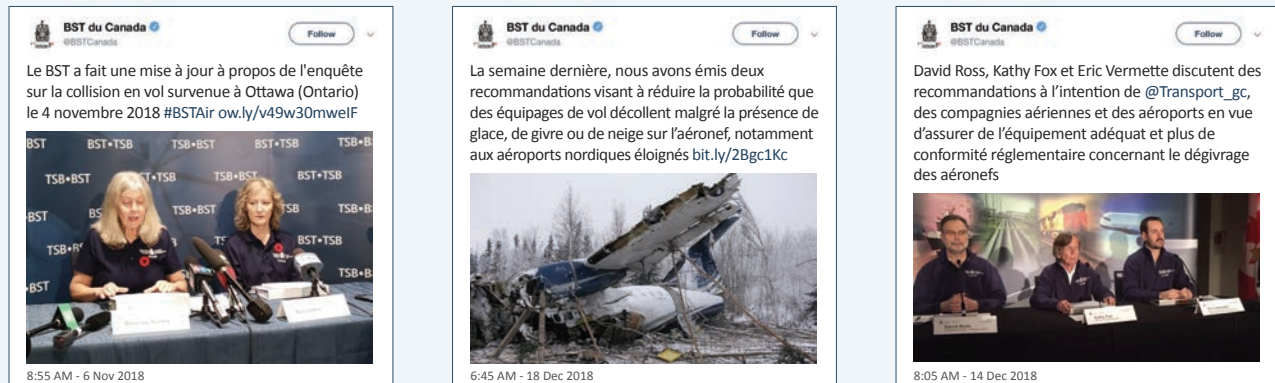 BST du Canada
@BSTCanada
Follow
Le BST a fait une mise à jour à propos de l'enquête
sur la collision en vol survenue à Ottawa (Ontario)
le 4 novembre 2018 #BSTAir ow.ly/v49w30mwelF
BST BST•TSB TSB•BST BST•TSB TSB•B
TSB•BST TSB•BST BST•TSB
BST TSB•BST TSB TSB•B
BST•TSB
BST TSB•B
8:55 AM - 6 Nov 2018
BST du Canada
@BSTCanada
Follow
La semaine dernière, nous avons émis deux
recommandations visant à réduire la probabilité que
des équipages de vol décollent malgré la présence de
glace, de givre ou de neige sur l’aéronef, notamment
aux aéroports nordiques éloignés bit.ly/2Bgc1Kc
6:45 AM - 18 Dec 2018
BST du Canada
@BSTCanada
Follow
David Ross, Kathy Fox et Eric Vermette discutent des
recommandations à l’intention de @Transport_gc,
des compagnies aériennes et des aéroports en vue
d’assurer de l’équipement adéquat et plus de
conformité réglementaire concernant le dégivrage
des aéronefs
David Ross
Kathy Fox
8:05 AM - 14 Dec 2018